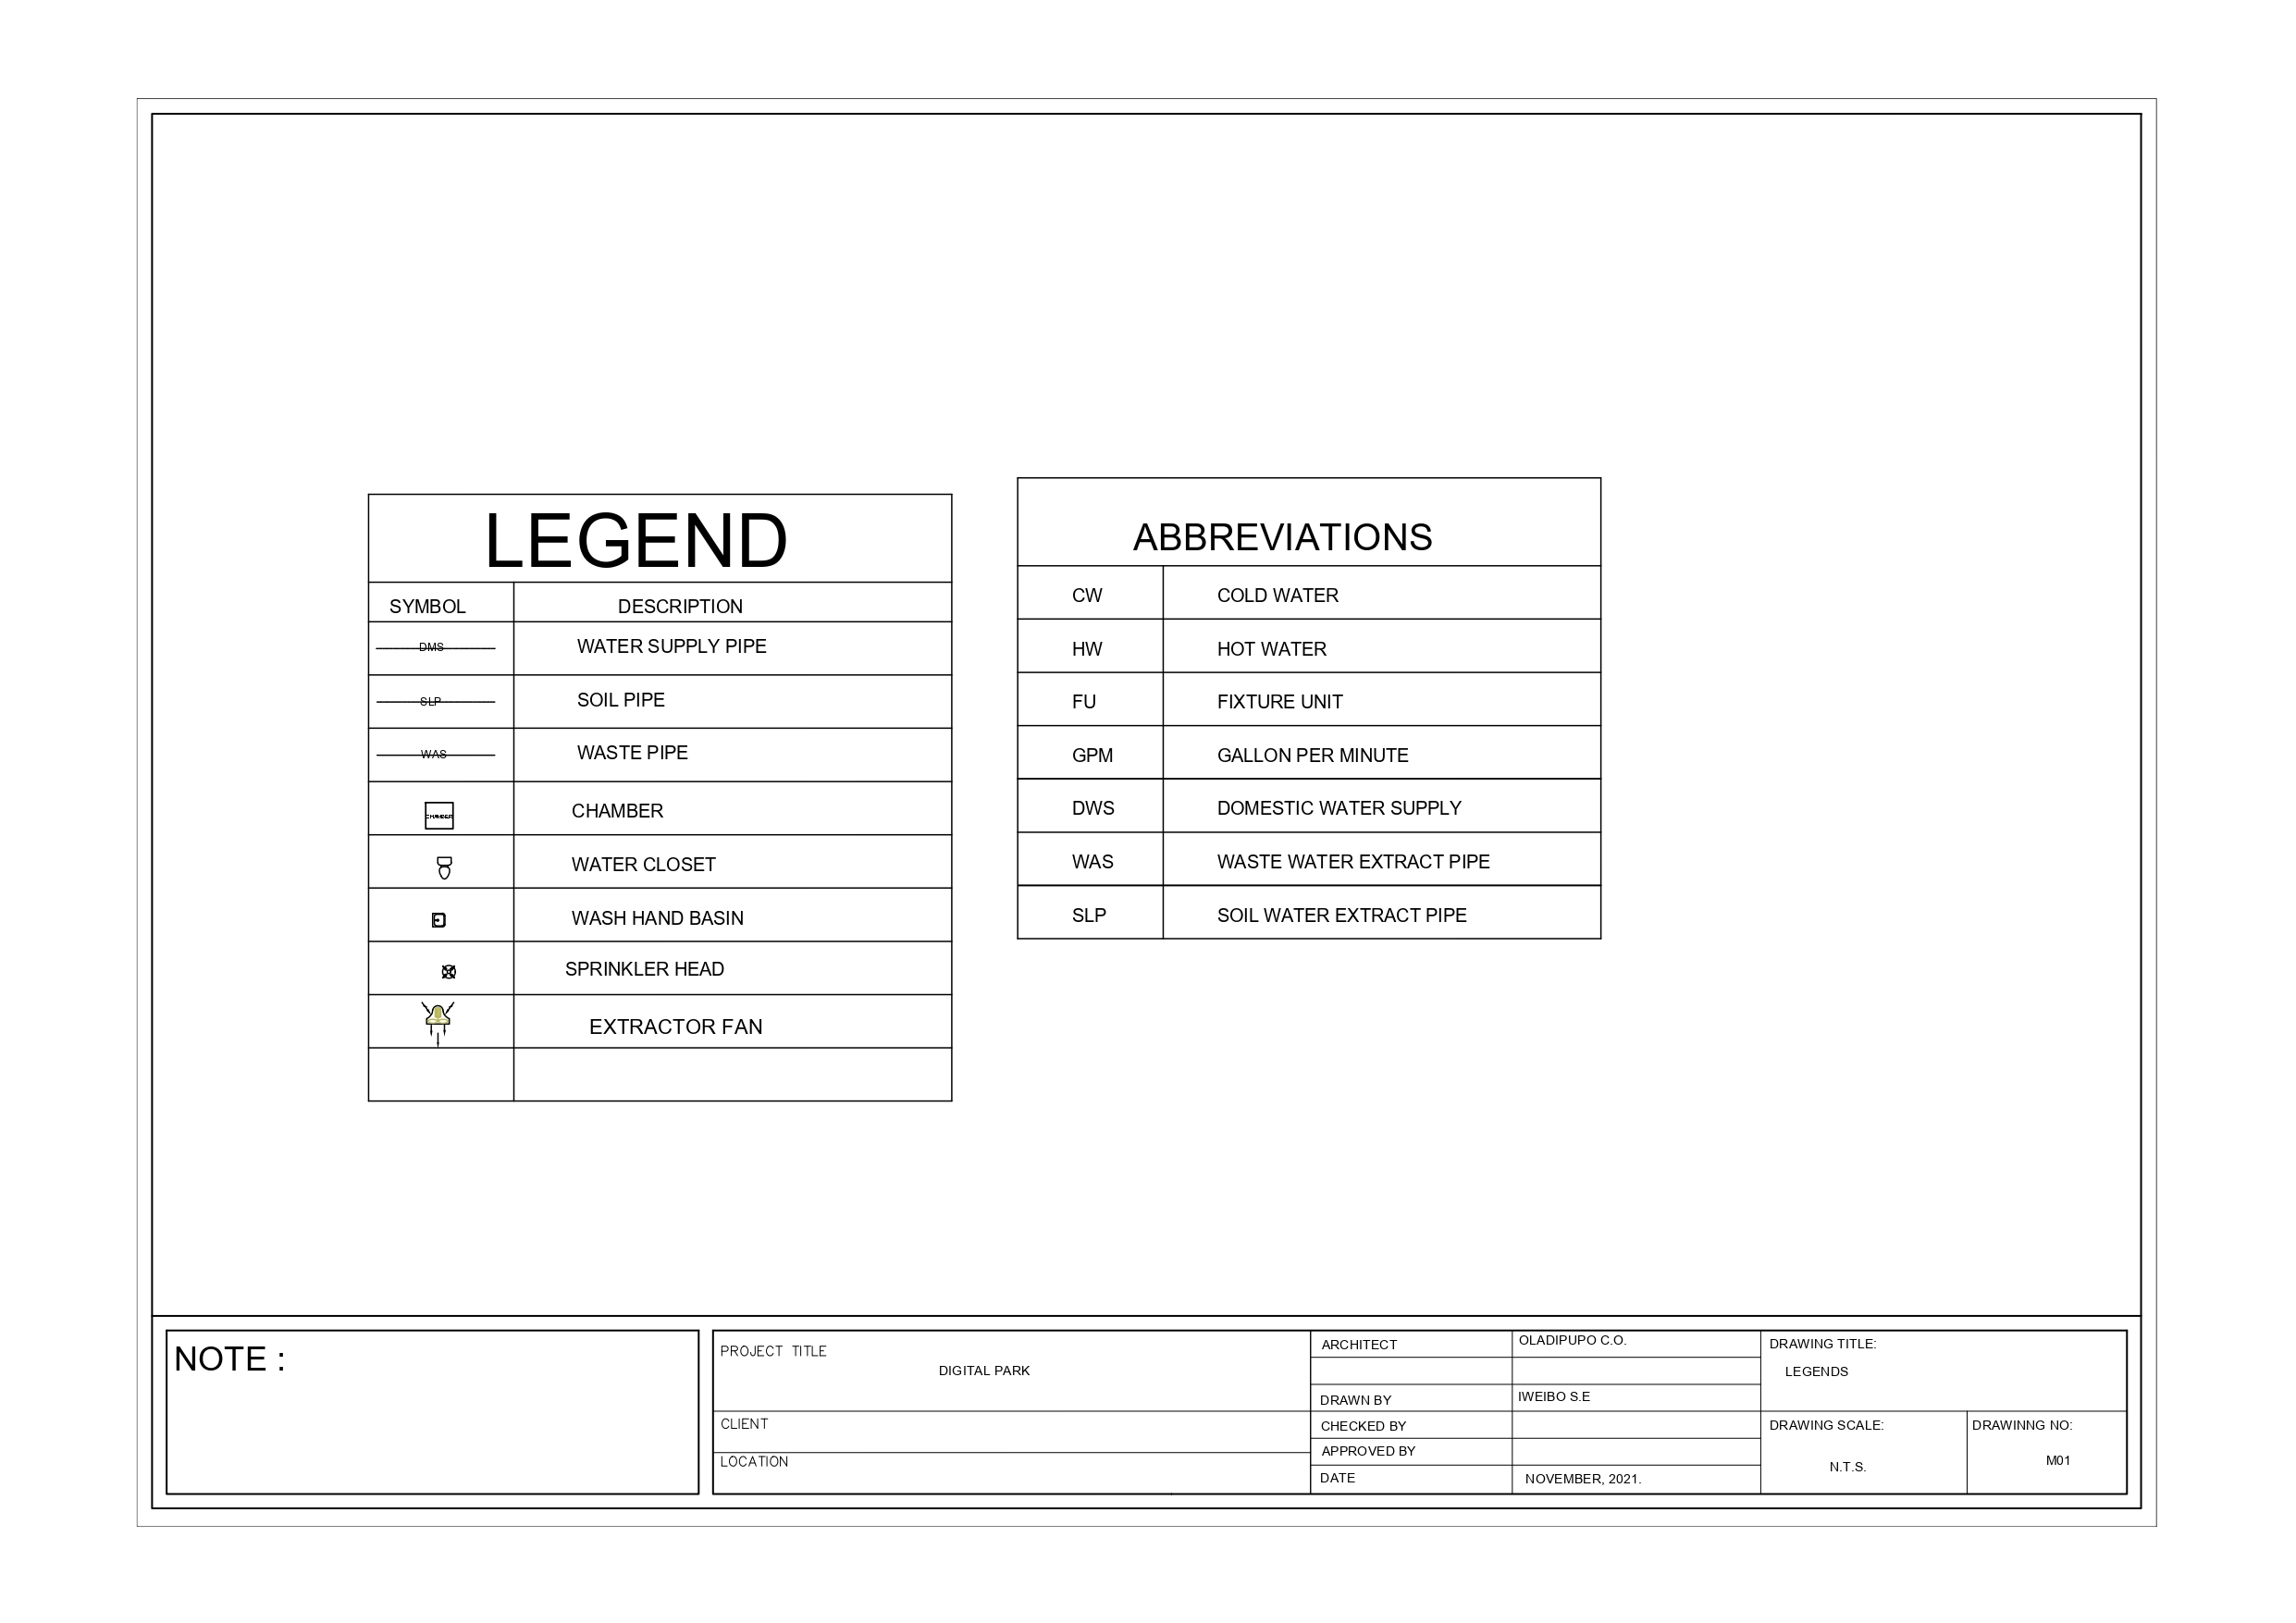 LEGEND
SYMBOL DESCRIPTION
DMS WATER SUPPLY PIPE
SLP SOIL PIPE
WAS WASTE PIPE
CHAMBER CHAMBER
WATER CLOSET
WASH HAND BASIN
SPRINKLER HEAD
EXTRACTOR FAN
ABBREVIATIONS
CW COLD WATER
HW HOT WATER
FU FIXTURE UNIT
GPM GALLON PER MINUTE
DWS DOMESTIC WATER SUPPLY
WAS WASTE WATER EXTRACT PIPE
SLP SOIL WATER EXTRACT PIPE
NOTE :
PROJECT TITLE
DIGITAL PARK
CLIENT
LOCATION
ARCHITECT OLADIPUPO C.O.
DRAWN BY IWEIBO S.E
CHECKED BY
APPROVED BY
DATE NOVEMBER, 2021.
DRAWING TITLE:
LEGENDS
DRAWING SCALE:
N.T.S.
DRAWINNG NO:
M01